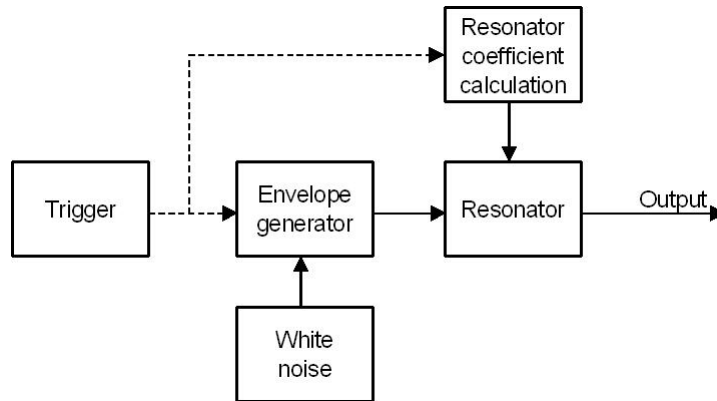 Resonator
coefficient
calculation
Trigger
Envelope
generator
Resonator
Output
White
noise